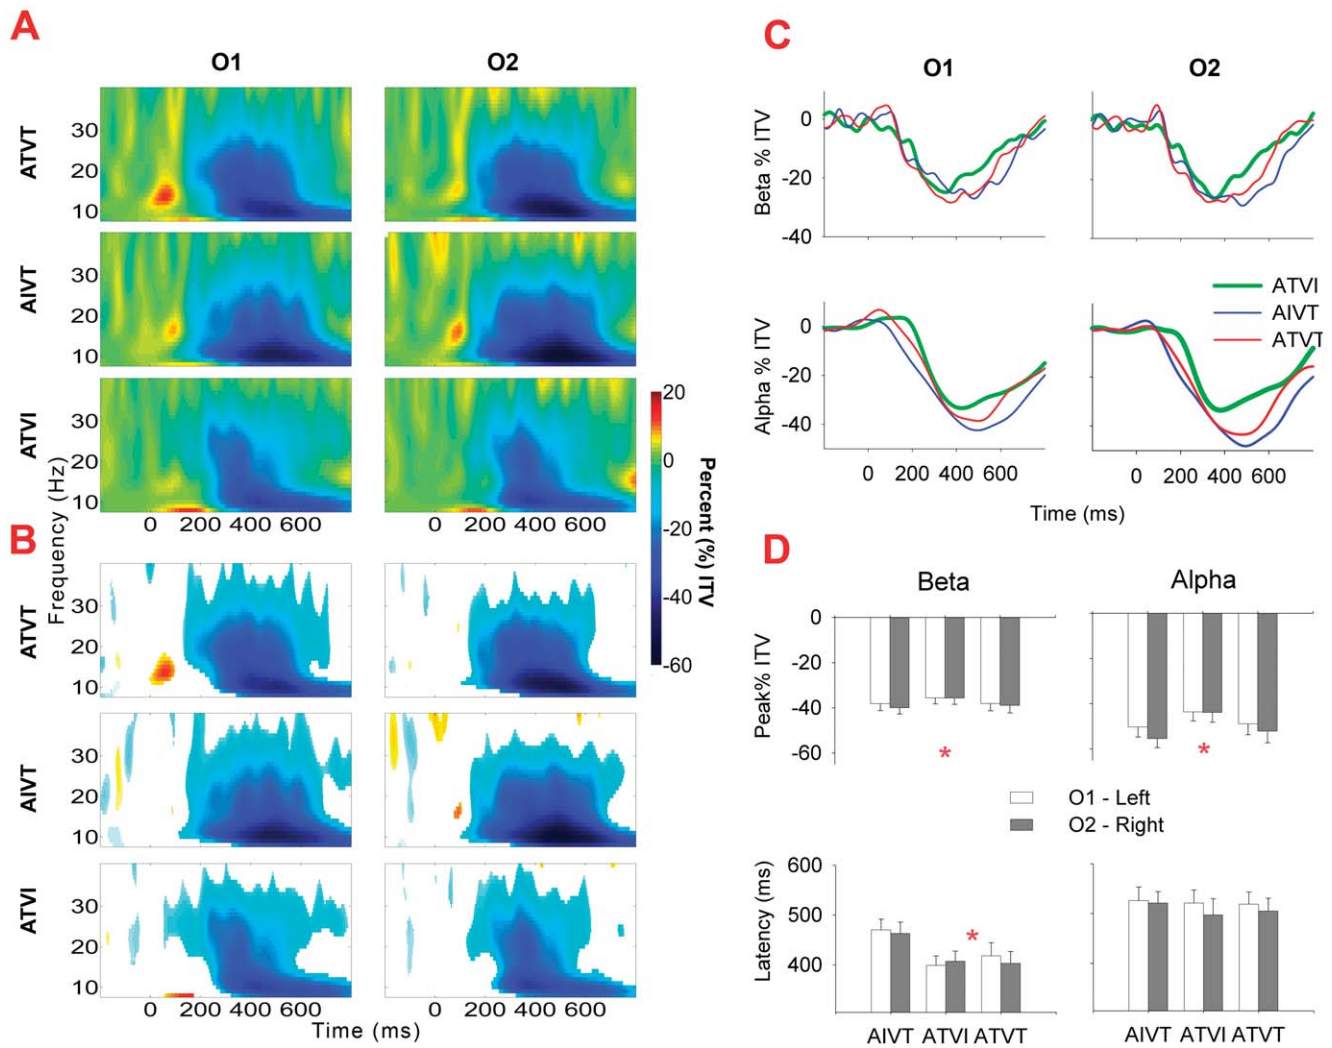 A
O1 O2
ATVT
30
20
10
AIVT
30
20
10
ATVI
30
20
10
0 200 400 600
0 200 400 600
Frequency (Hz)
20
0
-20
-40
-60
Percent (%) ITV
B
ATVT
30
20
10
AIVT
30
20
10
ATVI
30
20
10
0 200 400 600
0 200 400 600
Time (ms)
C
O1 O2
Beta % ITV
0
-20
-40
Alpha % ITV
0
-20
-40
ATVI
AIVT
ATVT
0 200 400 600
0 200 400 600
Time (ms)
D
Beta Alpha
Peak% ITV
0
-20
-40
-60
*
*
O1 - Left
O2 - Right
Latency (ms)
600
500
400
*
AIVT ATVI ATVT
AIVT ATVI ATVT